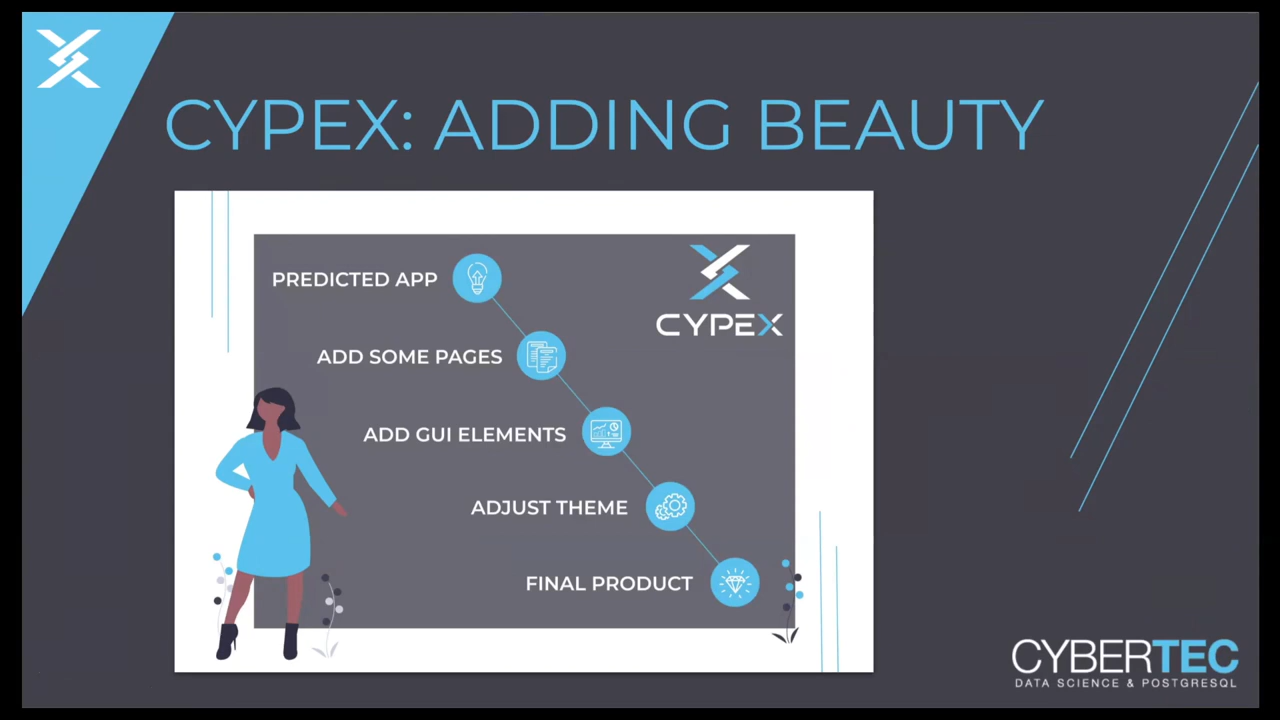 CYPEX: ADDING BEAUTY
PREDICTED APP
CYPEX
ADD SOME PAGES
ADD GUI ELEMENTS
ADJUST THEME
FINAL PRODUCT
CYBERTEC
DATA SCIENCE & POSTGRESQL